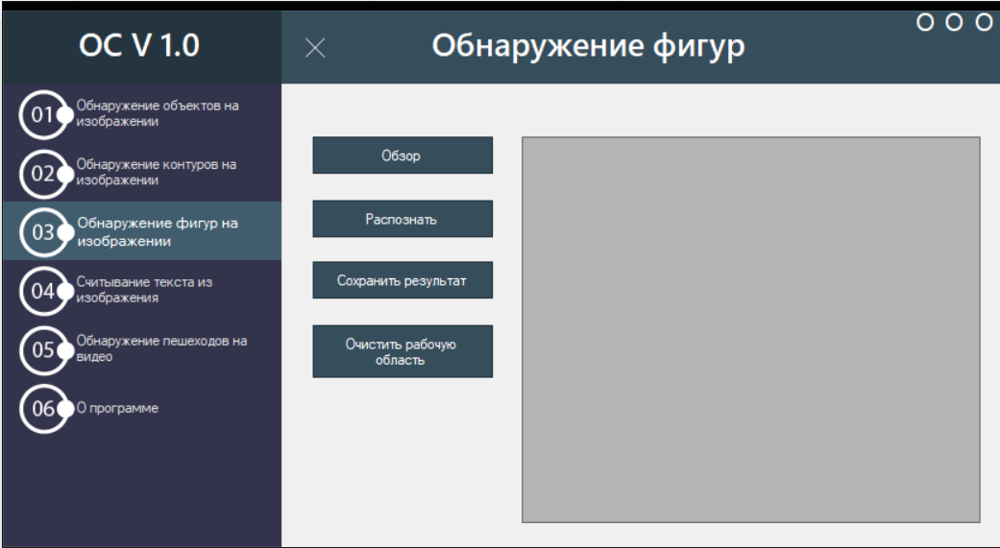 OC V 1.0
Обнаружение фигур
O O O
01
Обнаружение объектов на
изображении
02
Обнаружение контуров на
изображении
03
Обнаружение фигур на
изображении
04
Считывание текста из
изображения
05
Обнаружение пешеходов на
видео
06
О программе
Обзор
Распознать
Сохранить результат
Очистить рабочую
область